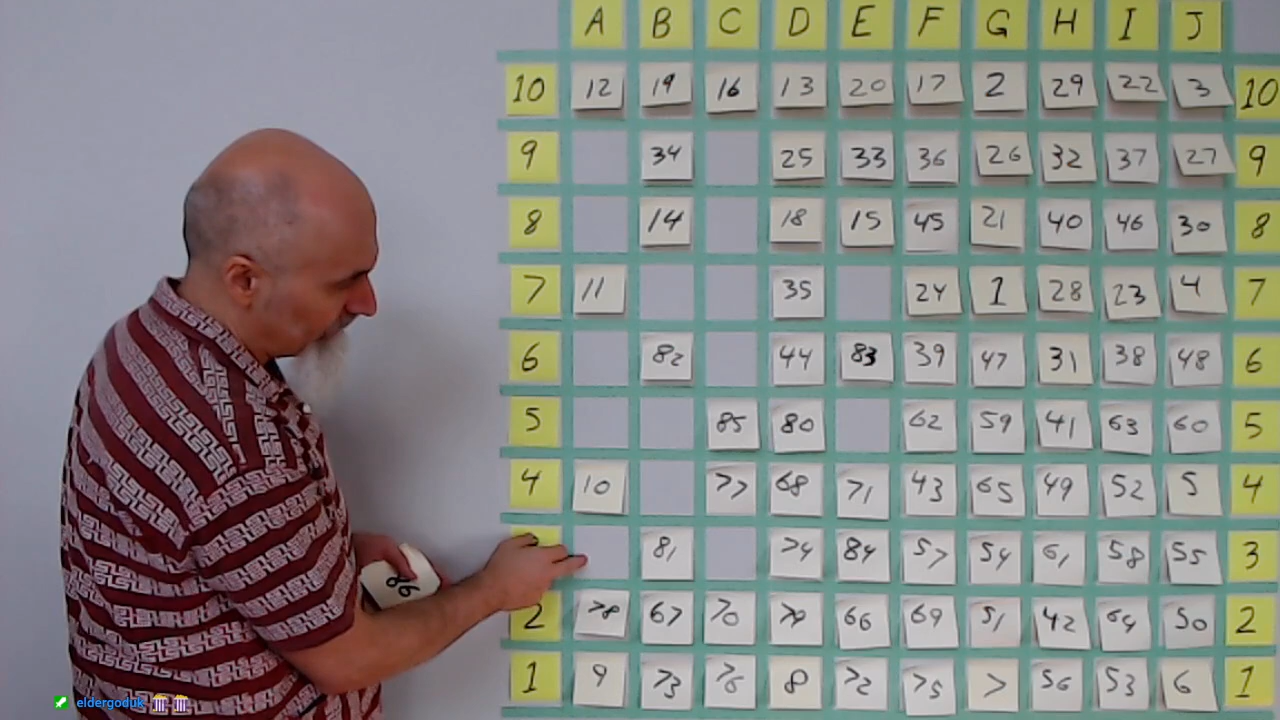 A B C D E F G H I J
10 12 19 16 13 20 17 2 29 22 3 10
9 34 25 33 36 26 32 37 27 9
8 14 18 15 45 21 40 46 30 8
7 11 35 24 1 28 23 4 7
6 82 44 83 39 47 31 38 48 6
5 85 80 62 59 41 63 60 5
4 10 77 68 71 43 65 49 52 5 4
81 74 84 57 54 61 58 55 3
86
2 78 67 70 79 66 69 51 42 64 50 2
1 9 73 76 8 72 75 7 56 53 6 1
eldergoduk